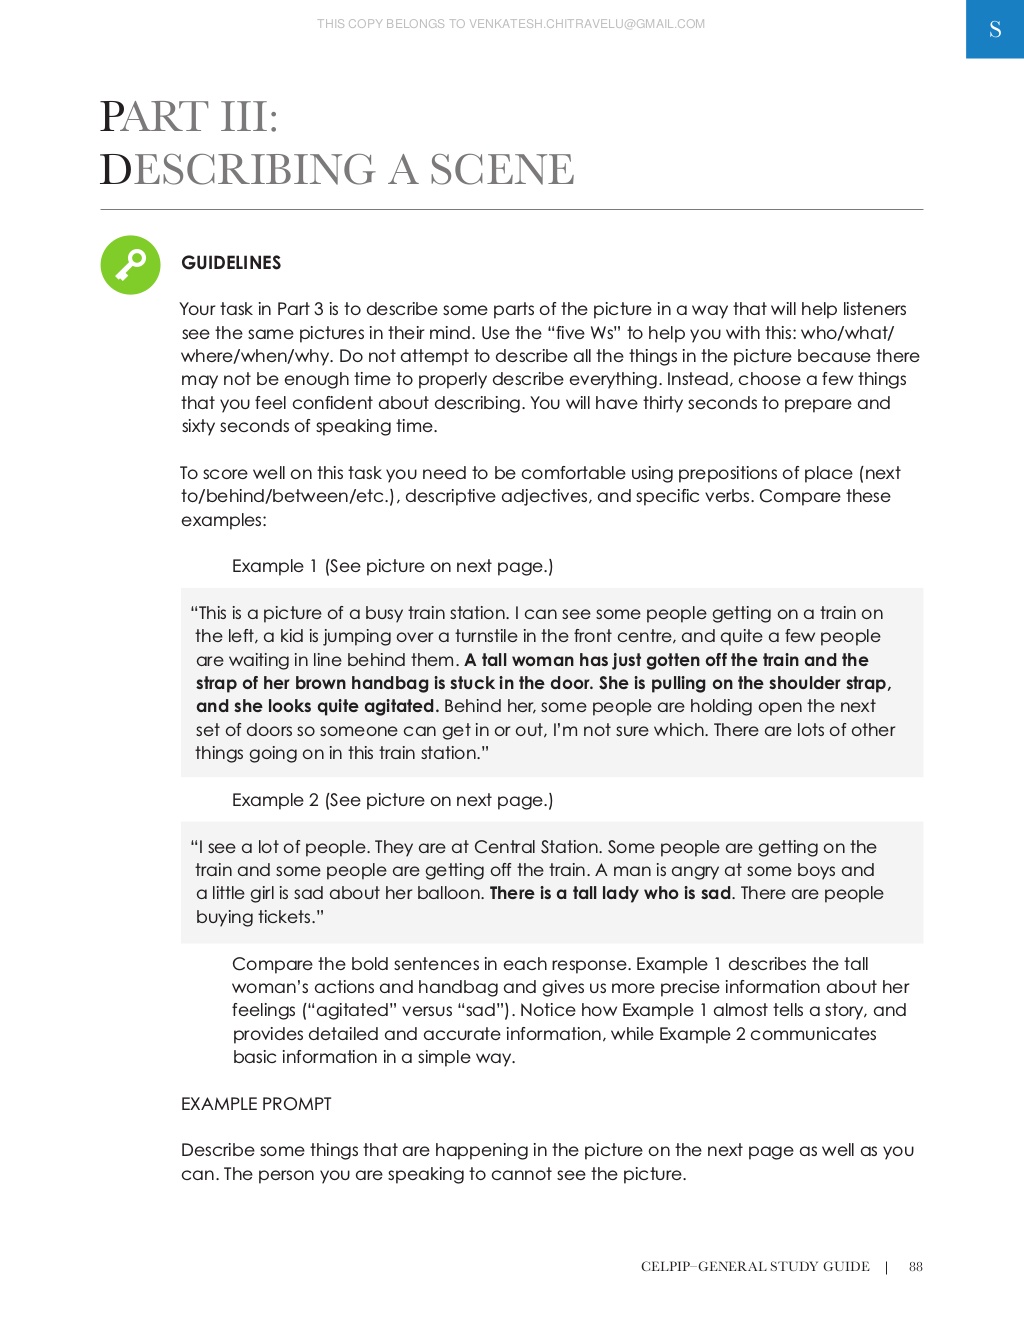 THIS COPY BELONGS TO VENKATESH.CHITRAVELU@GMAIL.COM
S
PART III:
DESCRIBING A SCENE
GUIDELINES
Your task in Part 3 is to describe some parts of the picture in a way that will help listeners
see the same pictures in their mind. Use the “five Ws” to help you with this: who/what/
where/when/why. Do not attempt to describe all the things in the picture because there
may not be enough time to properly describe everything. Instead, choose a few things
that you feel confident about describing. You will have thirty seconds to prepare and
sixty seconds of speaking time.
To score well on this task you need to be comfortable using prepositions of place (next
to/behind/between/etc.), descriptive adjectives, and specific verbs. Compare these
examples:
Example 1 (See picture on next page.)
“This is a picture of a busy train station. I can see some people getting on a train on
the left, a kid is jumping over a turnstile in the front centre, and quite a few people
are waiting in line behind them. A tall woman has just gotten off the train and the
strap of her brown handbag is stuck in the door. She is pulling on the shoulder strap,
and she looks quite agitated. Behind her, some people are holding open the next
set of doors so someone can get in or out, I’m not sure which. There are lots of other
things going on in this train station.”
Example 2 (See picture on next page.)
“I see a lot of people. They are at Central Station. Some people are getting on the
train and some people are getting off the train. A man is angry at some boys and
a little girl is sad about her balloon. There is a tall lady who is sad. There are people
buying tickets.”
Compare the bold sentences in each response. Example 1 describes the tall
woman’s actions and handbag and gives us more precise information about her
feelings (“agitated” versus “sad”). Notice how Example 1 almost tells a story, and
provides detailed and accurate information, while Example 2 communicates
basic information in a simple way.
EXAMPLE PROMPT
Describe some things that are happening in the picture on the next page as well as you
can. The person you are speaking to cannot see the picture.
CELPIP–GENERAL STUDY GUIDE | 88